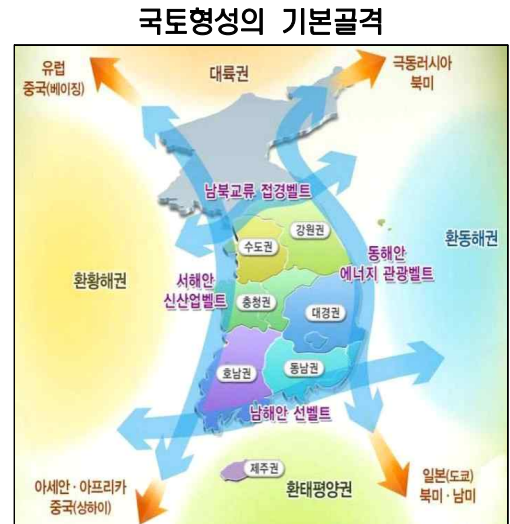 국토형성의 기본골격
유럽
중국(베이징)
대륙권
극동러시아
북미
남북교류 접경벨트
강원권
수도권
환동해권
동해안
에너지 관광벨트
환황해권
서해안
신산업벨트
충청권
대경권
호남권
동남권
남해안 선벨트
제주권
환태평양권
아세안·아프리카
중국(상하이)
일본(도쿄)
북미·남미